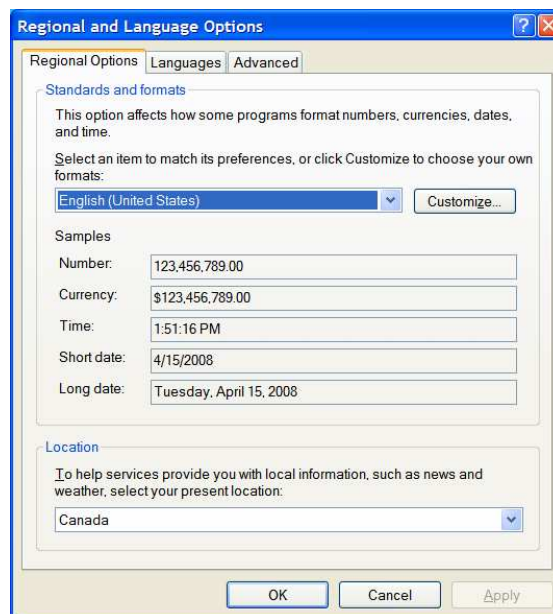 Regional and Language Options
Regional Options Languages Advanced
Standards and formats
This option affects how some programs format numbers, currencies, dates,
and time.
Select an item to match its preferences, or click Customize to choose your own
formats:
English (United States) Customize...
Samples
Number: 123,456,789.00
Currency: $123,456,789.00
Time: 1:51:16 PM
Short date: 4/15/2008
Long date: Tuesday, April 15, 2008
Location
To help services provide you with local information, such as news and
weather, select your present location:
Canada
OK Cancel Apply